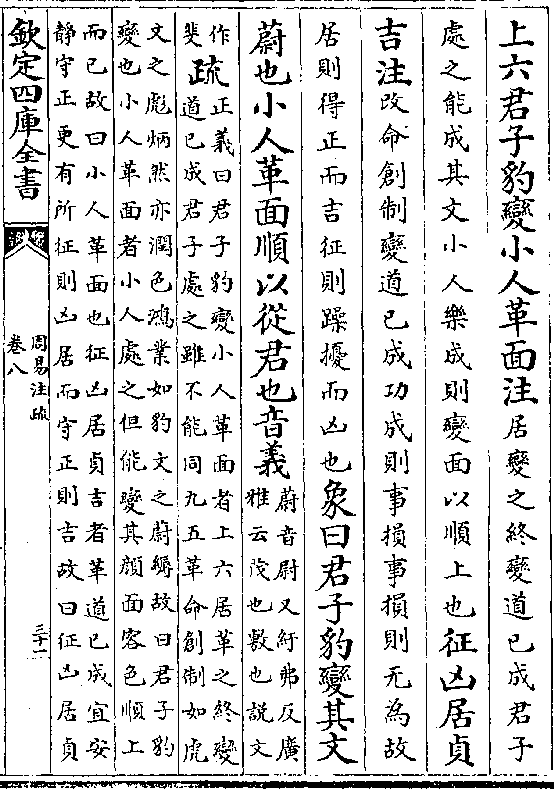 上六君子豹變小人革面注居變之終變道已成君子
處之能成其文小人樂成則變面以順上也征凶居貞
吉注改命創制變道已成功成則事損事損則无為故
居則得正而吉征則躁擾而凶也象曰君子豹變其文
蔚也小人革面順以從君也音義蔚音尉又紆弗反廣
雅云茂也數也説文
作
斐疏正義曰君子豹變小人革面者上六居革之終變
道已成君子處之雖不能同九五革命創制如虎
文之彪炳然亦潤色鴻業如豹文之蔚縟故曰君子豹
變也小人革面者小人處之但能變其顔面容色順上
而已故曰小人革面也征凶居貞吉者革道已成宜安
靜守正更有所征則凶居而守正則吉故曰征凶居貞
欽定四庫全書
周易注疏
卷八
三十二